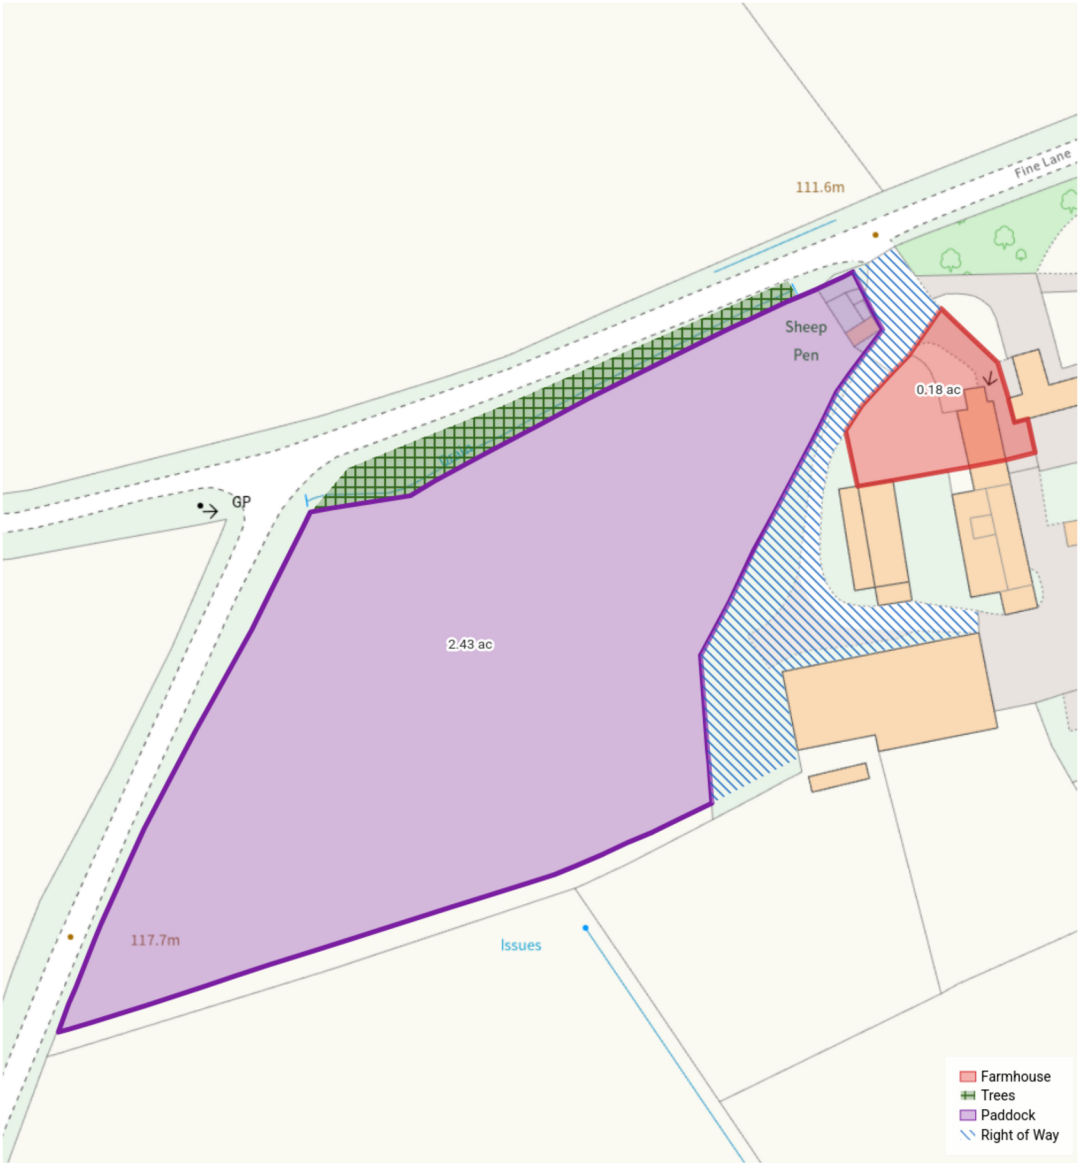 Fine Lane
111.6m
Sheep
Pen
0.18 ac
GP
2.43 ac
117.7m
Issues
Farmhouse
Trees
Paddock
Right of Way